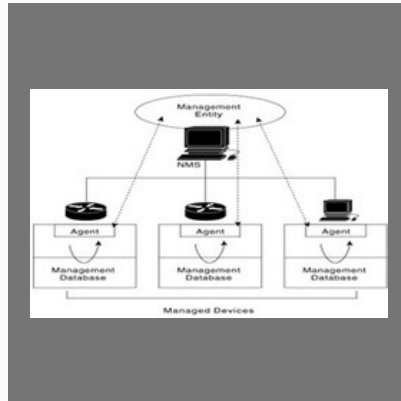 Management
Entity
NMS
Agent
Agent
Agent
Management
Database
Management
Database
Management
Database
Managed Devices